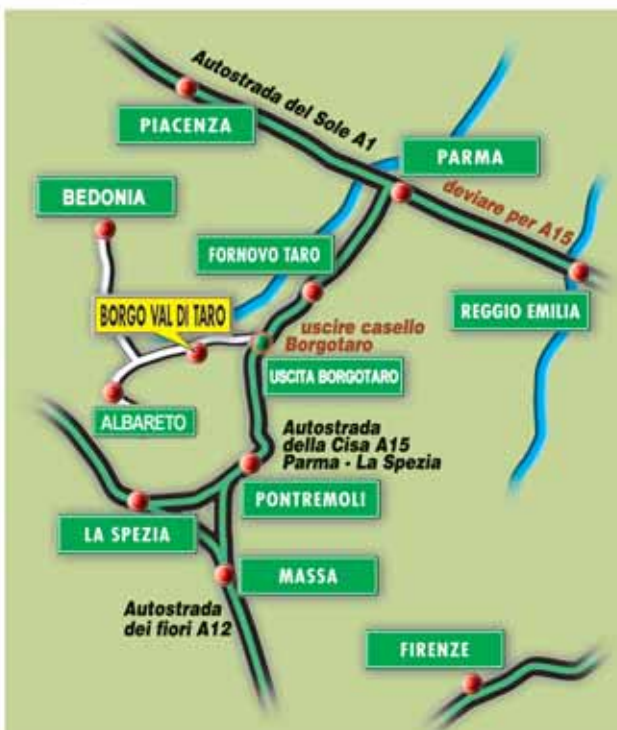 Autostrada del Sole A1
PIACENZA
PARMA
BEDONIA
deviare per A15
FORNOVO TARO
BORGO VAL DI TARO
uscire casello
Borgotaro
REGGIO EMILIA
USCITA BORGOTARO
ALBARETO
Autostrada
della Cisa A15
Parma - La Spezia
PONTREMOLI
LA SPEZIA
MASSA
Autostrada
dei fiori A12
FIRENZE